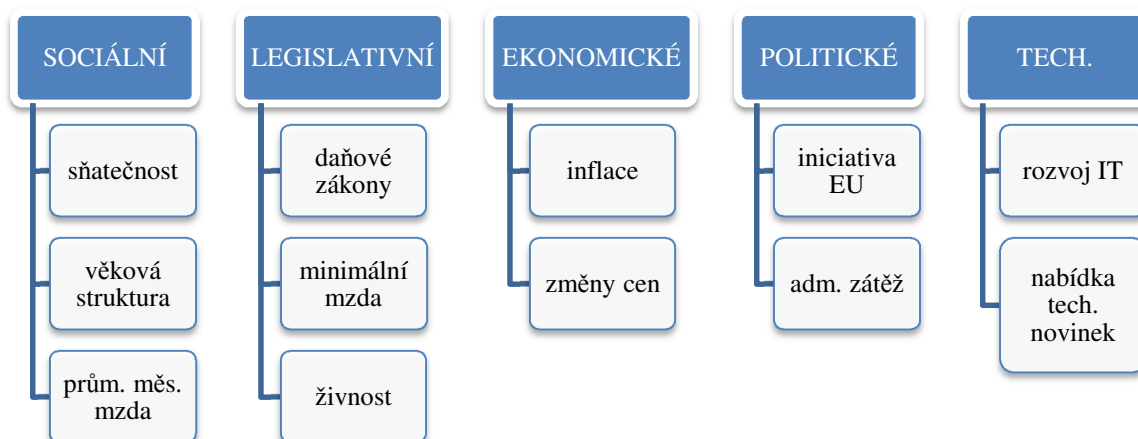 SOCIÁLNÍ
sňatečnost
věková
struktura
prům. měs.
mzda
LEGISLATIVNÍ
daňové
zákony
minimální
mzda
živnost
EKONOMICKÉ
inflace
změny cen
POLITICKÉ
iniciativa
EU
adm. zátěž
TECH.
rozvoj IT
nabídka
tech.
novinek